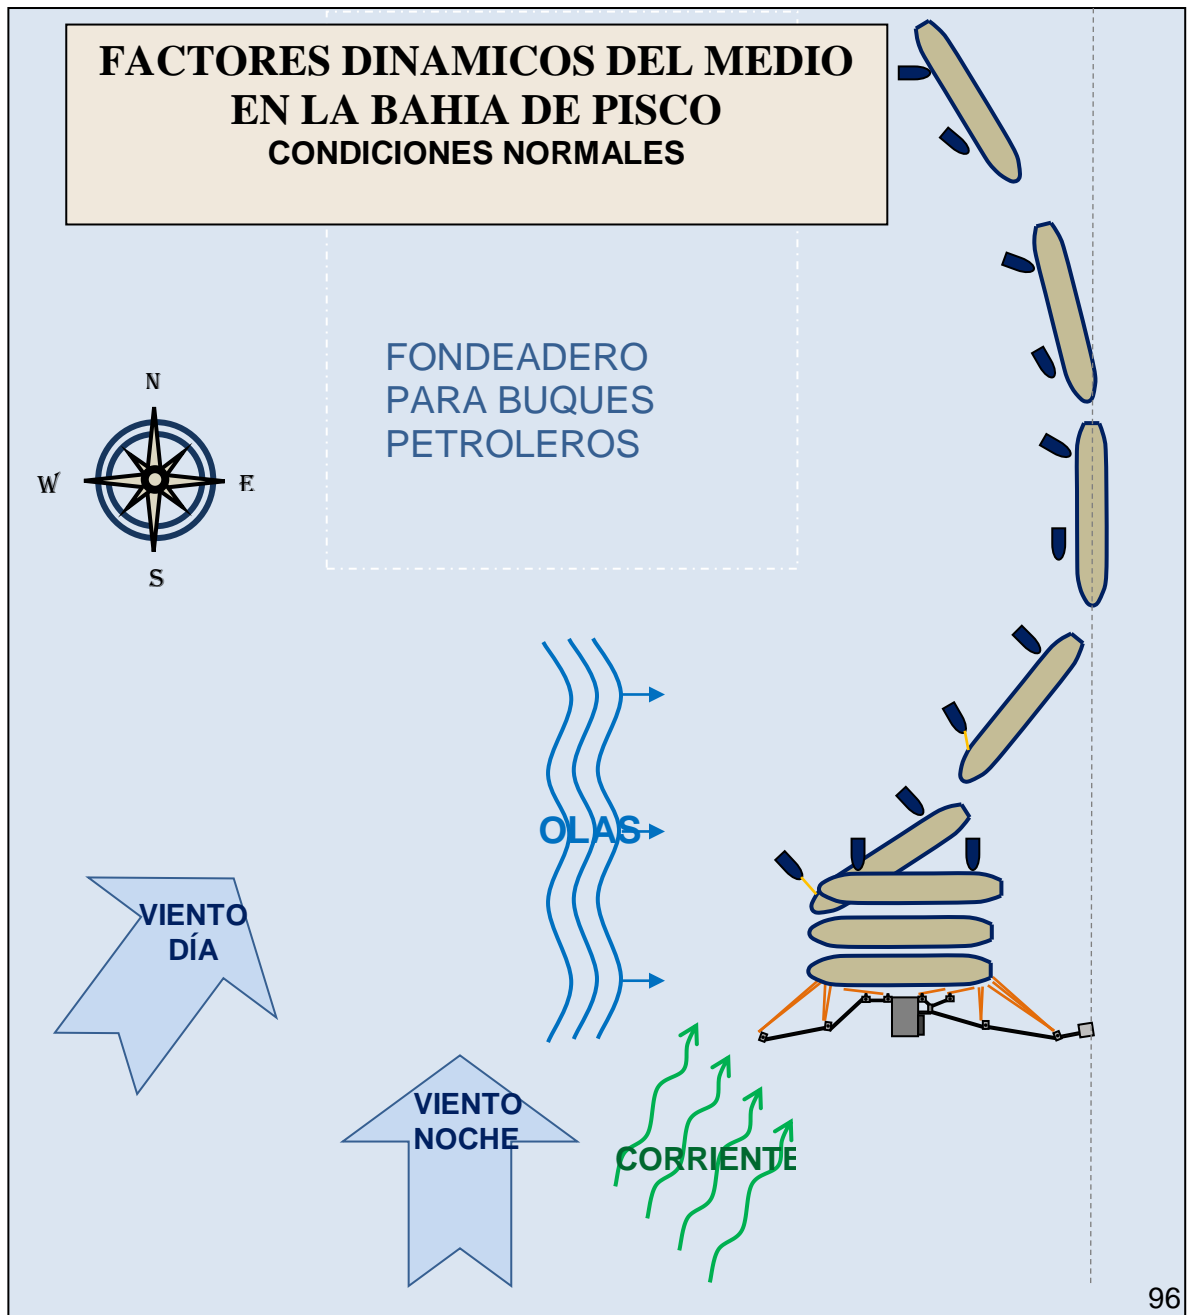 FACTORES DINAMICOS DEL MEDIO
EN LA BAHIA DE PISCO
CONDICIONES NORMALES
FONDEADERO
PARA BUQUES
PETROLEROS
N
W
E
S
OLAS
VIENTO
DÍA
VIENTO
NOCHE
CORRIENTE
96